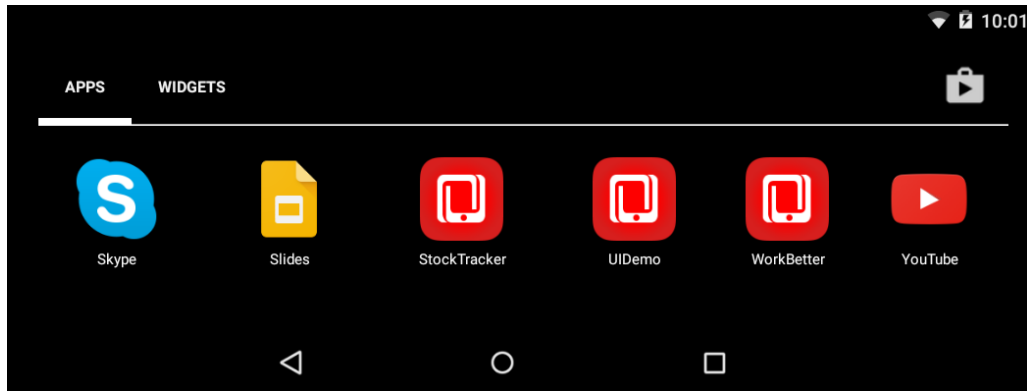 10:01
APPS WIDGETS
S
Skype Slides StockTracker UIDemo WorkBetter YouTube